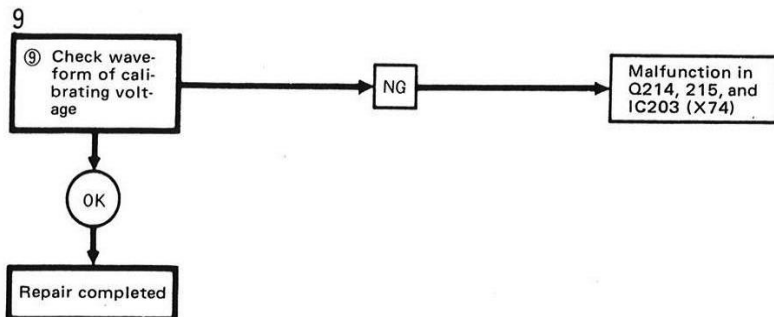 9
⑨ Check wave-
form of cali-
brating volt-
age
NG
Malfunction in
Q214, 215, and
IC203 (X74)
OK
Repair completed